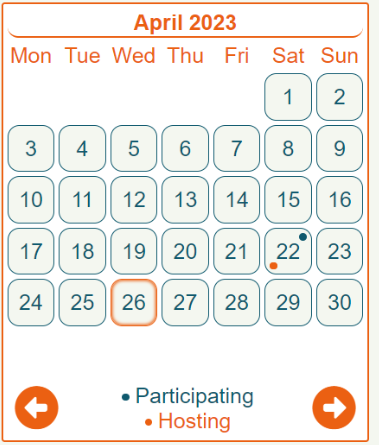 April 2023
Mon Tue Wed Thu Fri Sat Sun
1 2
3 4 5 6 7 8 9
10 11 12 13 14 15 16
17 18 19 20 21 22 23
24 25 26 27 28 29 30
• Participating
• Hosting